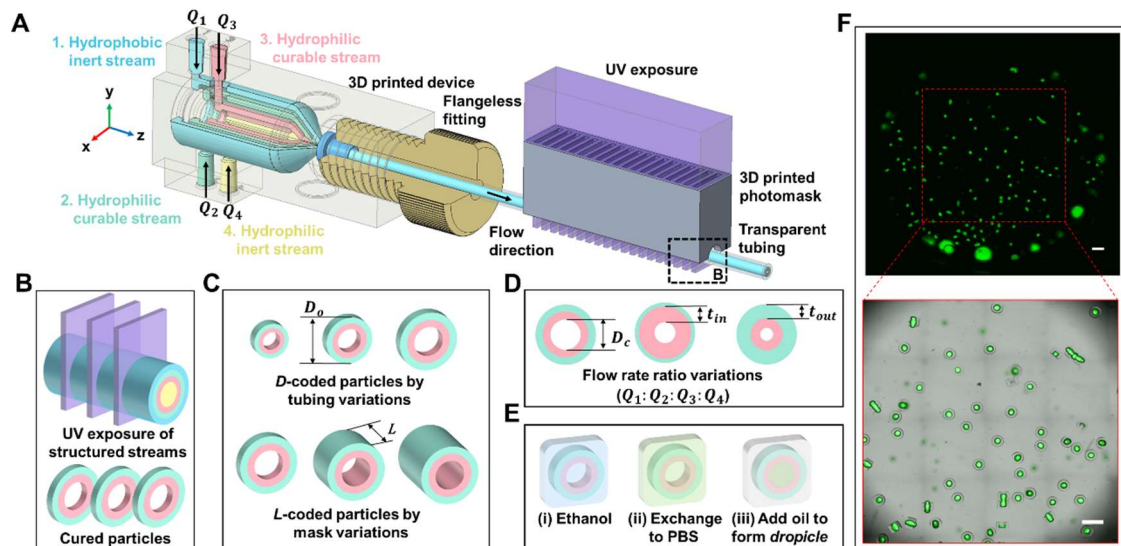 A
Q1
Q3
1. Hydrophobic
inert stream
3. Hydrophilic
curable stream
3D printed device
Flangeless
fitting
UV exposure
y
x
z
2. Hydrophilic
curable stream
Q2
Q4
4. Hydrophilic
inert stream
Flow
direction
3D printed
photomask
Transparent
tubing
B
B
UV exposure of
structured streams
Cured particles
C
Do
D-coded particles by
tubing variations
L
L-coded particles by
mask variations
D
Dc
tin
tout
Flow rate ratio variations
(Q1: Q2: Q3: Q4)
E
(i) Ethanol
(ii) Exchange
to PBS
(iii) Add oil to
form dropicle
F